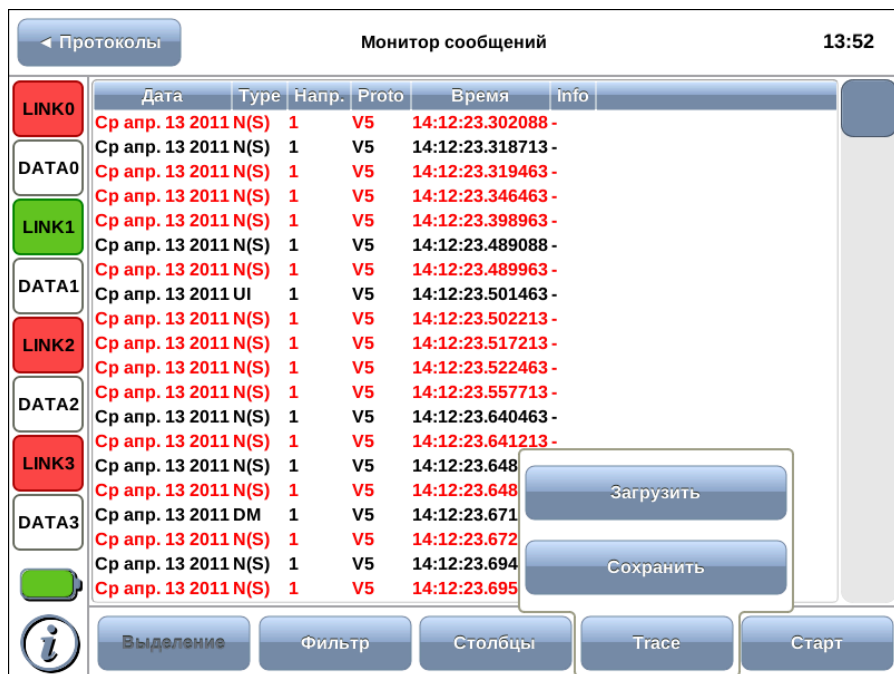 ◄ Протоколы Монитор сообщений 13:52
Дата Type Напр. Proto Время Info
LINK0
DATA0
LINK1
DATA1
LINK2
DATA2
LINK3
DATA3
Ср апр. 13 2011 N(S) 1 V5 14:12:23.302088 -
Ср апр. 13 2011 N(S) 1 V5 14:12:23.318713 -
Ср апр. 13 2011 N(S) 1 V5 14:12:23.319463 -
Ср апр. 13 2011 N(S) 1 V5 14:12:23.346463 -
Ср апр. 13 2011 N(S) 1 V5 14:12:23.398963 -
Ср апр. 13 2011 N(S) 1 V5 14:12:23.489088 -
Ср апр. 13 2011 N(S) 1 V5 14:12:23.489963 -
Ср апр. 13 2011 UI 1 V5 14:12:23.501463 -
Ср апр. 13 2011 N(S) 1 V5 14:12:23.502213 -
Ср апр. 13 2011 N(S) 1 V5 14:12:23.517213 -
Ср апр. 13 2011 N(S) 1 V5 14:12:23.522463 -
Ср апр. 13 2011 N(S) 1 V5 14:12:23.557713 -
Ср апр. 13 2011 N(S) 1 V5 14:12:23.640463 -
Ср апр. 13 2011 N(S) 1 V5 14:12:23.641213 -
Ср апр. 13 2011 N(S) 1 V5 14:12:23.648
Ср апр. 13 2011 N(S) 1 V5 14:12:23.648
Ср апр. 13 2011 DM 1 V5 14:12:23.671
Ср апр. 13 2011 N(S) 1 V5 14:12:23.672
Ср апр. 13 2011 N(S) 1 V5 14:12:23.694
Ср апр. 13 2011 N(S) 1 V5 14:12:23.695
Загрузить
Сохранить
i Выделение Фильтр Столбцы Trace Старт